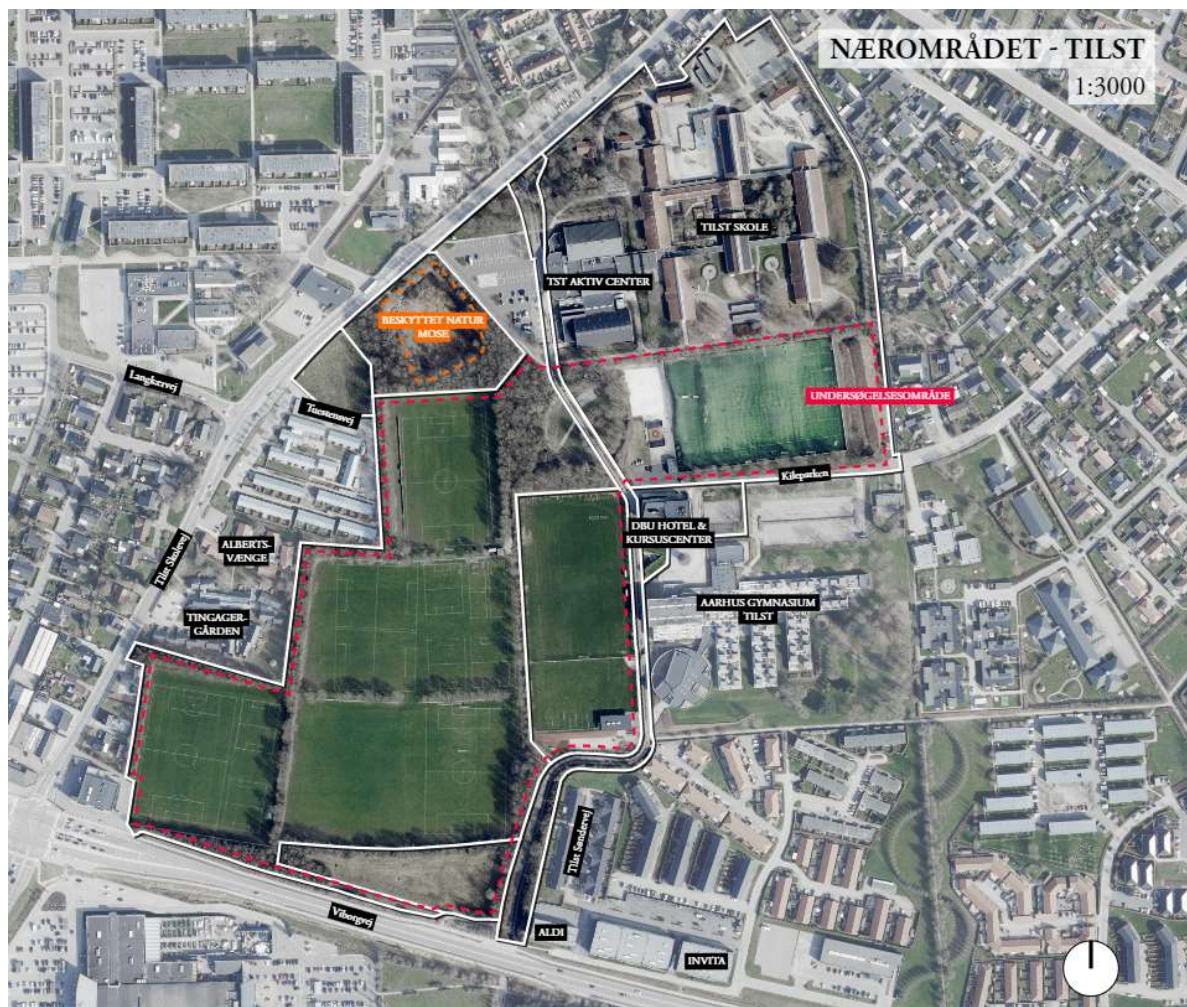 NÆROMRÅDET - TILST
1:3000
TILST SKOLE
TST AKTIV CENTER
BESKYTTET NATUR
MOSE
Langkærvej
UNDERSØGELSESOMRÅDE
Tuestensvej
Kileparken
DBU HOTEL &
KURSUSCENTER
ALBERTS-
VÆNGE
Tilst Skolevej
AARHUS GYMNASIUM
TILST
TINGAGER-
GÅRDEN
Tilst Søndervej
Viborgvej
ALDI
INVITA